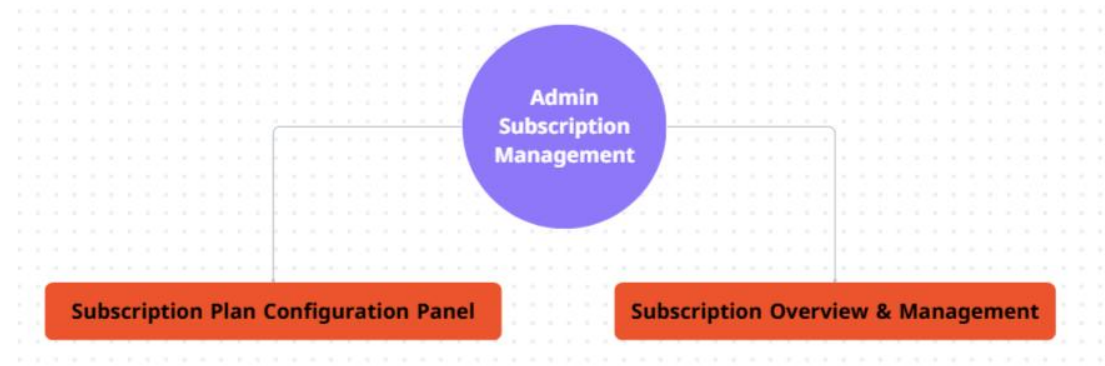 Admin
Subscription
Management
Subscription Plan Configuration Panel
Subscription Overview & Management